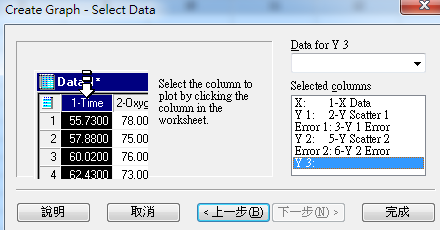 Create Graph - Select Data
Data for Y 3
Data 1*
1-Time
2-Oxyg
1 55.7300 78.00
2 57.8800 75.00
3 60.0200 76.00
4 62.4300 73.00
Select the column to
plot by clicking the
column in the
worksheet.
Selected columns
X: 1-X Data
Y 1: 2-Y Scatter 1
Error 1: 3-Y 1 Error
Y 2: 5-Y Scatter 2
Error 2: 6-Y 2 Error
Y 3:
說明
取消
< 上一步(B)
下一步(N) >
完成